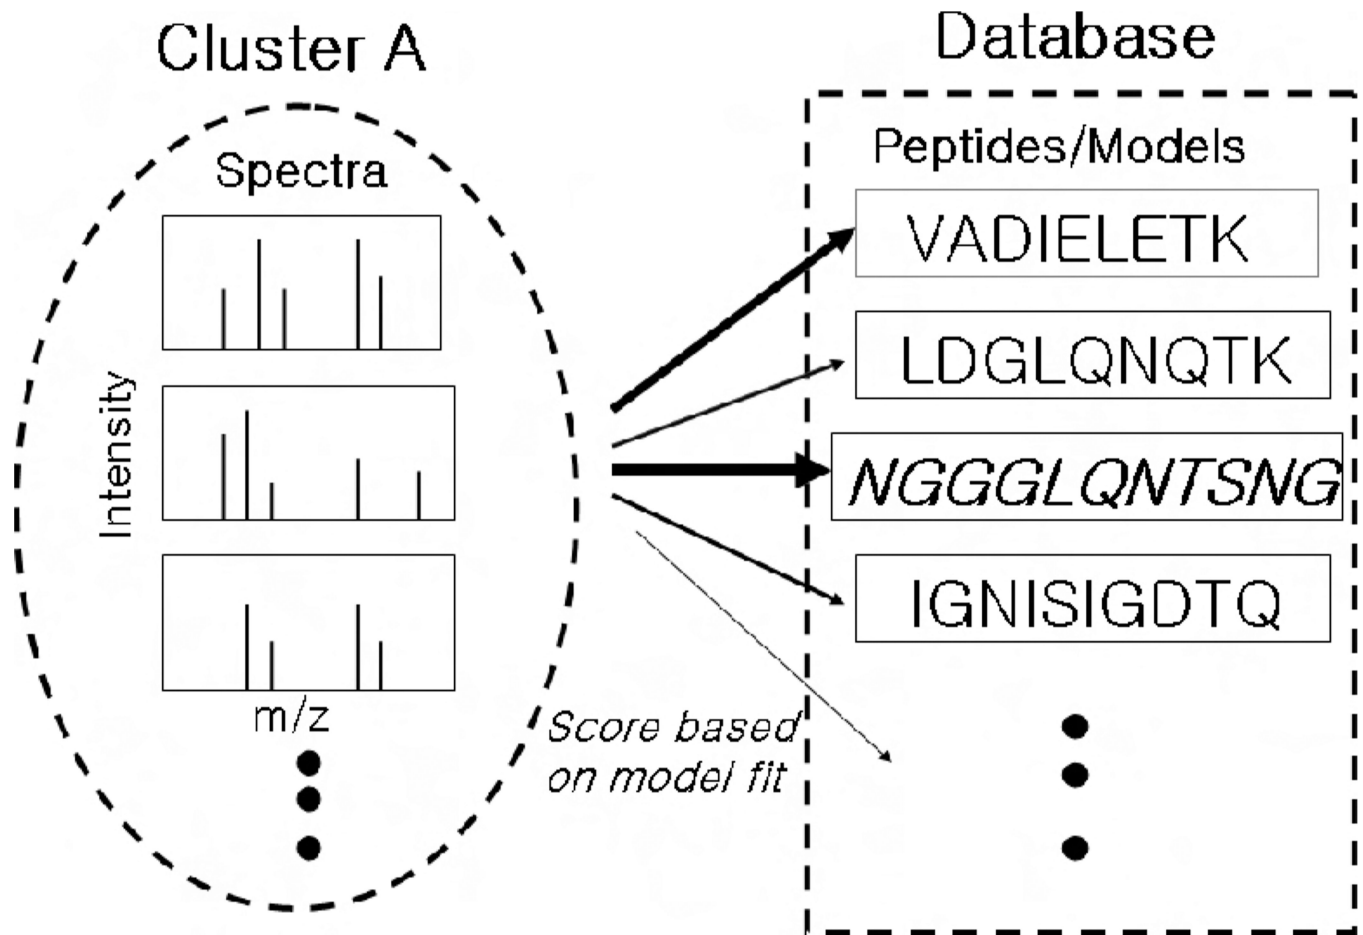 Cluster A
Spectra
Intensity
m/z
Score based
on model fit
Database
Peptides/Models
VADIELETK
LDGLQNQTK
NGGGLQNTSNG
IGNISIGDTQ